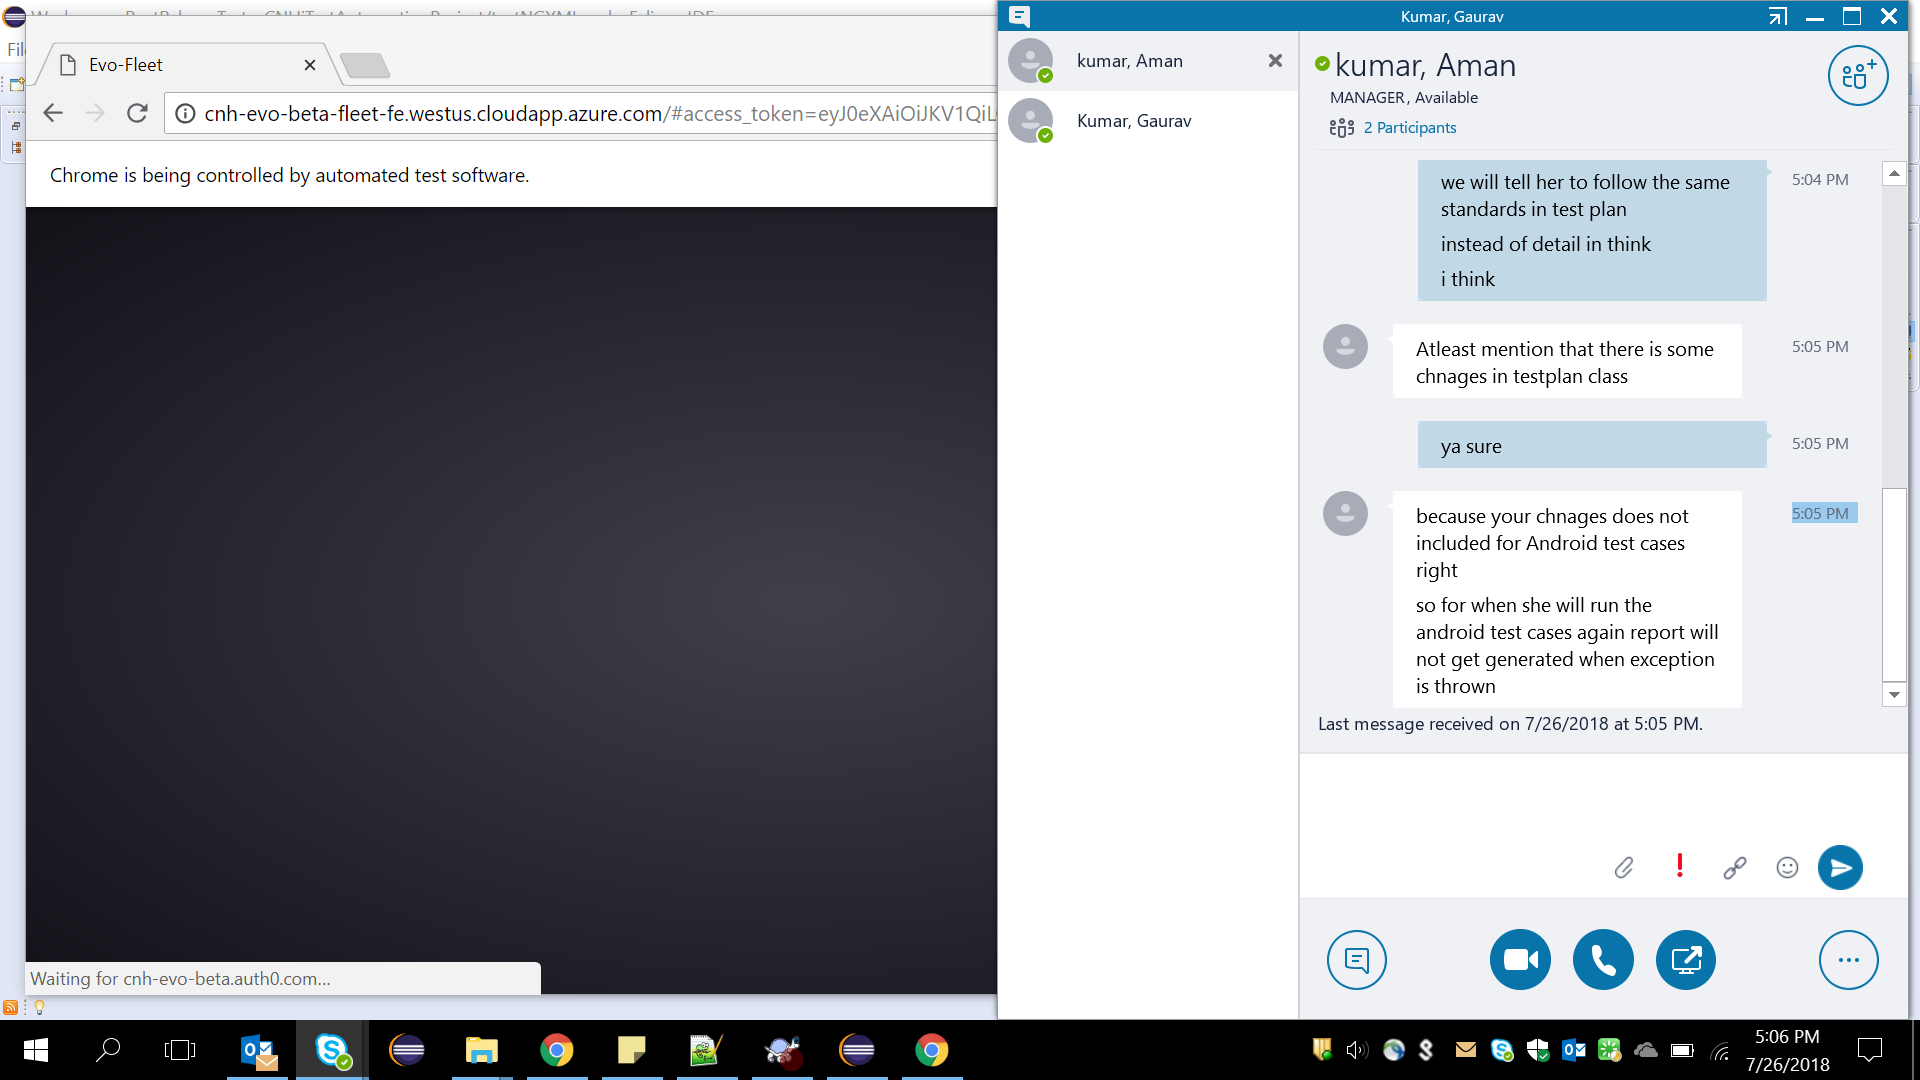 Evo-Fleet
cnh-evo-beta-fleet-fe.westus.cloudapp.azure.com/#access_token=eyJ0eXAiOiJKV1QiL
Chrome is being controlled by automated test software.
Waiting for cnh-evo-beta.auth0.com...
Kumar, Gaurav
kumar, Aman
Kumar, Gaurav
kumar, Aman
MANAGER, Available
2 Participants
we will tell her to follow the same
standards in test plan
instead of detail in think
i think
5:04 PM
Atleast mention that there is some
chnages in testplan class
5:05 PM
ya sure
5:05 PM
because your chnages does not
included for Android test cases
right
so for when she will run the
android test cases again report will
not get generated when exception
is thrown
5:05 PM
Last message received on 7/26/2018 at 5:05 PM.
5:06 PM
7/26/2018